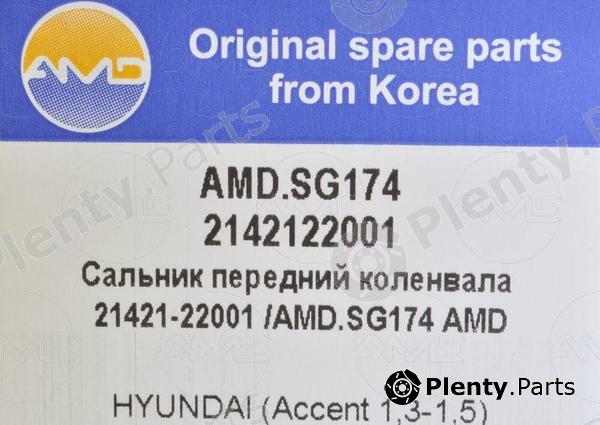 AMD
Original spare parts
from Korea
AMD.SG174
2142122001
Сальник передний коленвала
21421-22001 /AMD.SG174 AMD
HYUNDAI (Accent 1,3-1,5)
Plenty.Parts